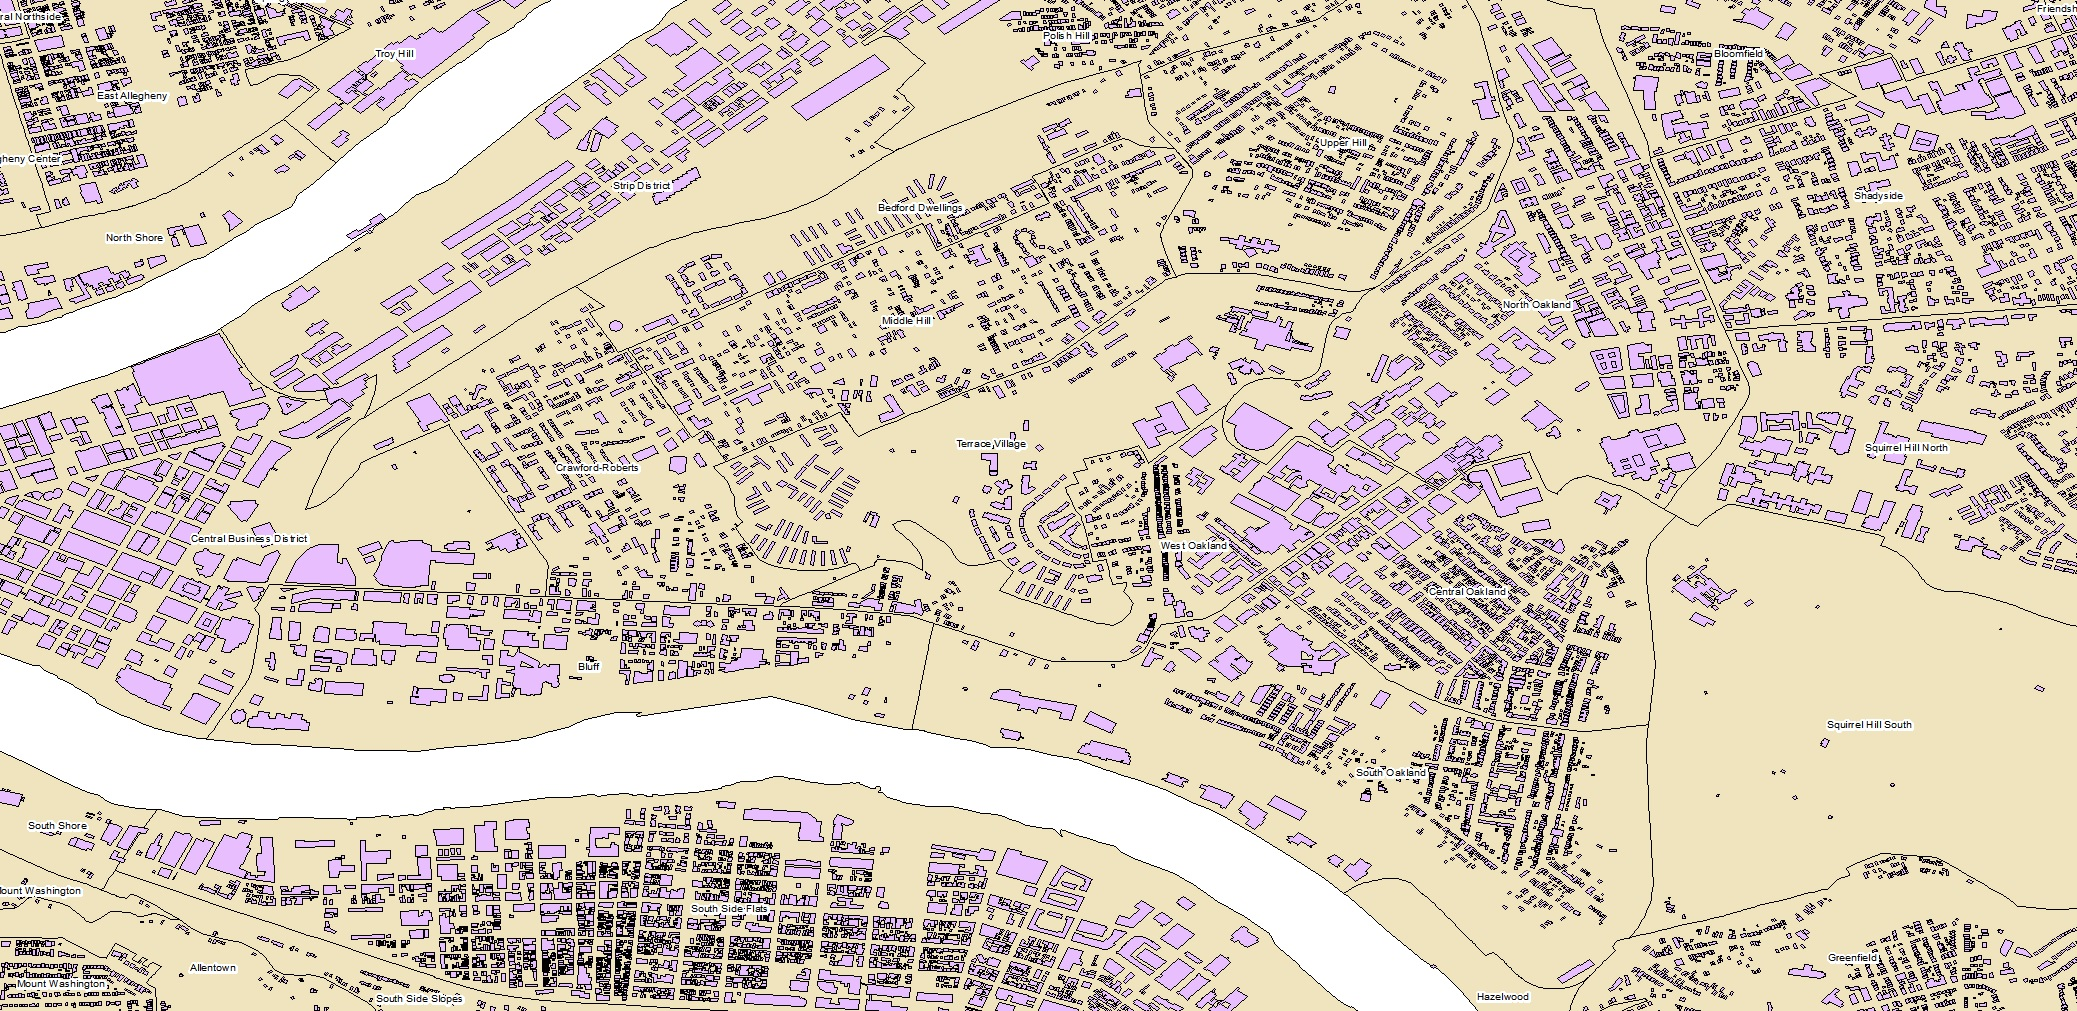 ral Northside
Friendsh
Polish Hill
Troy Hill
Bloomfield
East Allegheny
Upper Hill
gheny Center
Strip District
Shadyside
Bedford Dwellings
North Shore
North Oakland
Middle Hill
Terrace Village
Squirrel Hill North
Crawford-Roberts
Central Business District
West Oakland
Central Oakland
Bluff
Squirrel Hill South
South Oakland
South Shore
Mount Washington
South Side Flats
Greenfield
Allentown
Mount Washington
Hazelwood
South Side Slopes